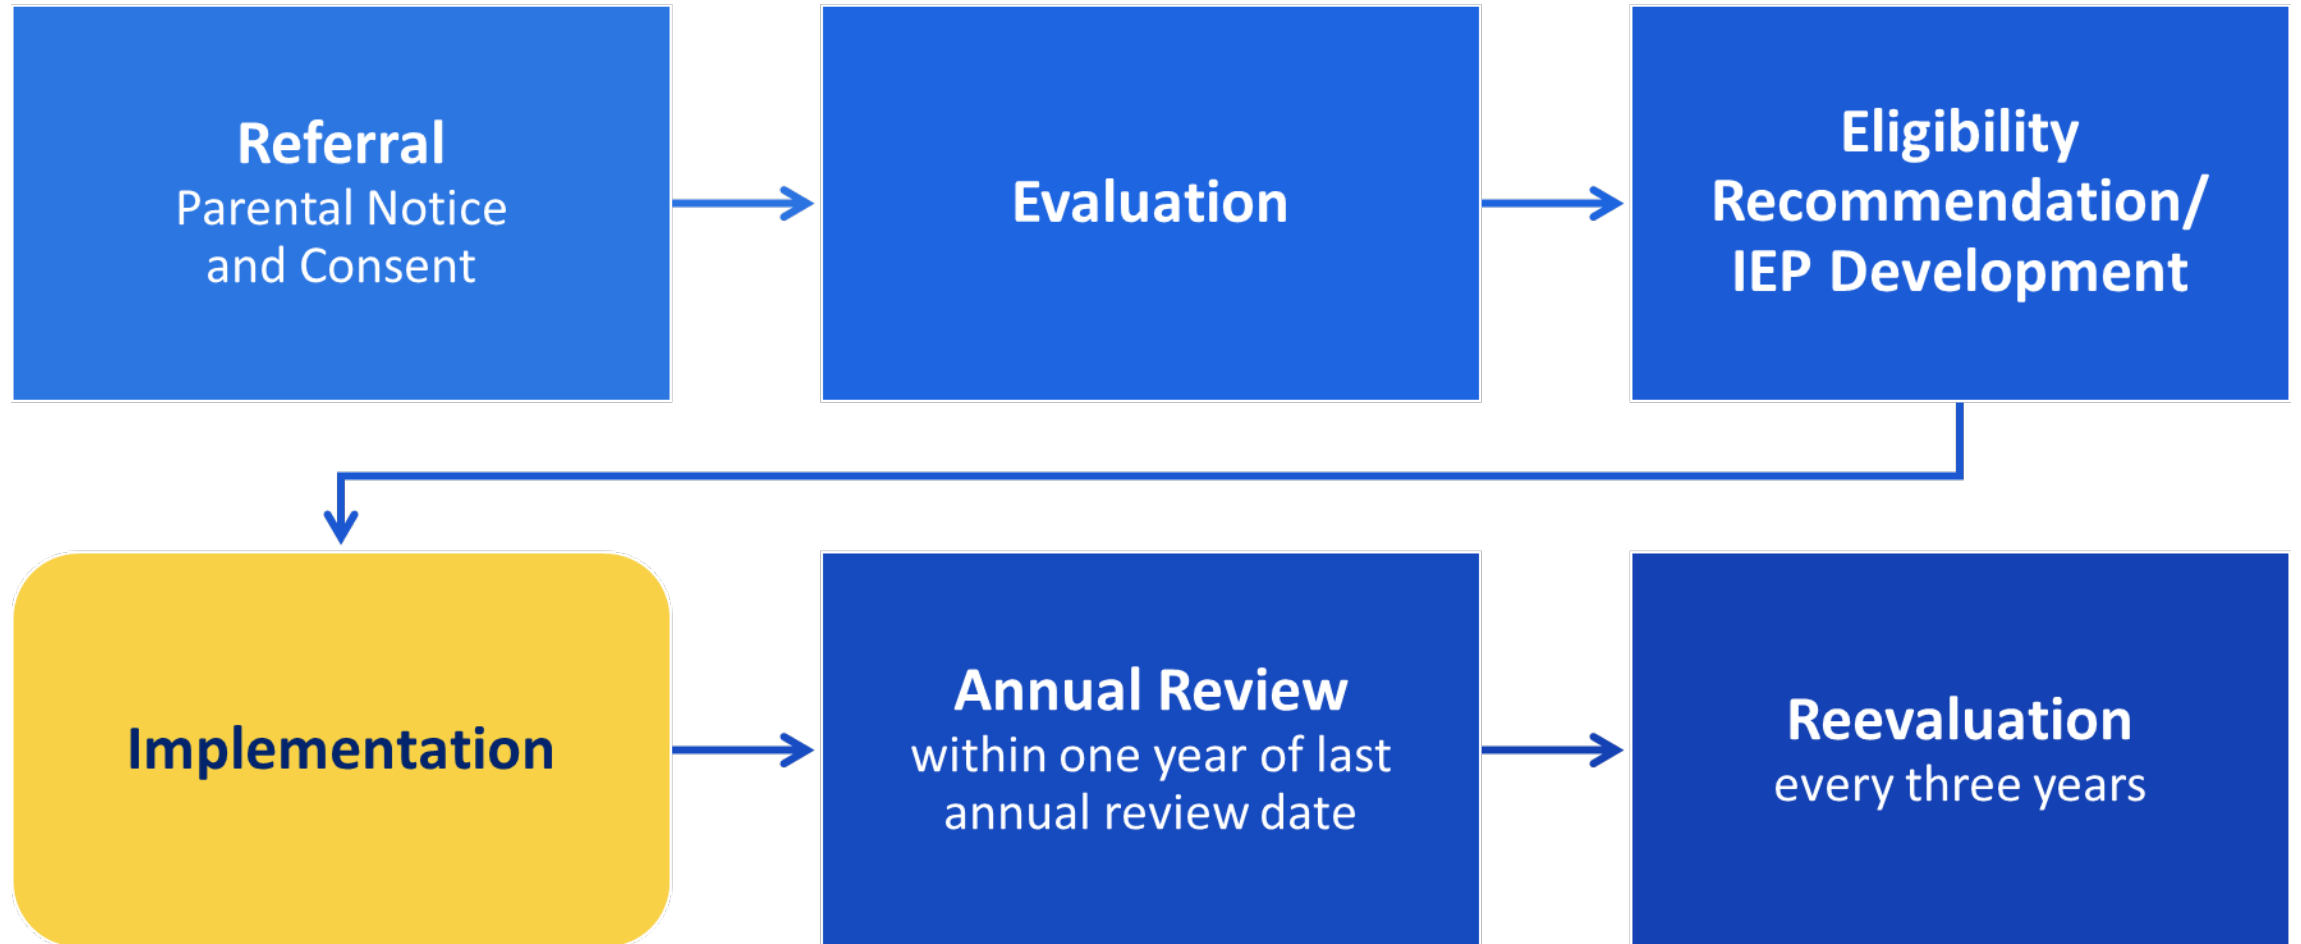 Referral
Parental Notice
and Consent
Evaluation
Eligibility
Recommendation/
IEP Development
Implementation
Annual Review
within one year of last
annual review date
Reevaluation
every three years